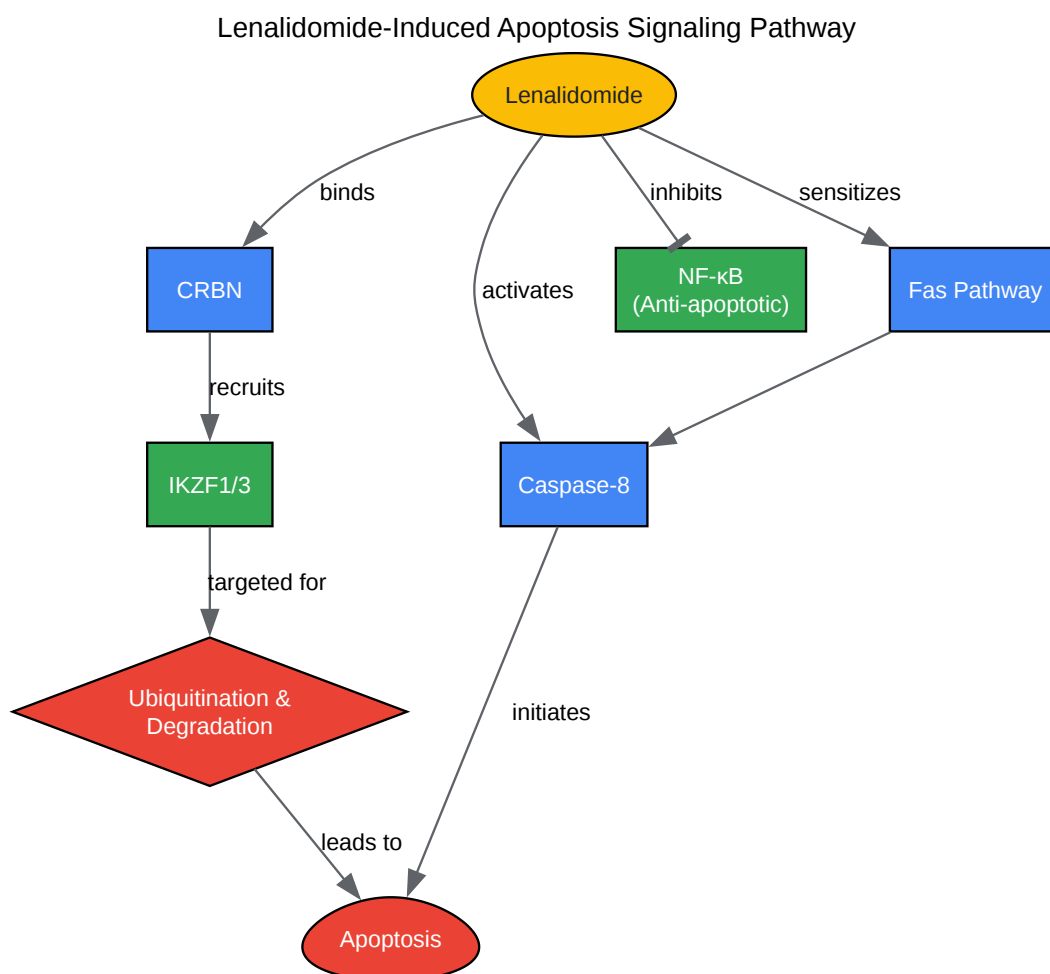 Lenalidomide-Induced Apoptosis Signaling Pathway
Lenalidomide
binds
inhibits
sensitizes
CRBN
activates
NF-κB
(Anti-apoptotic)
Fas Pathway
recruits
IKZF1/3
Caspase-8
targeted for
Ubiquitination &
Degradation
initiates
leads to
Apoptosis